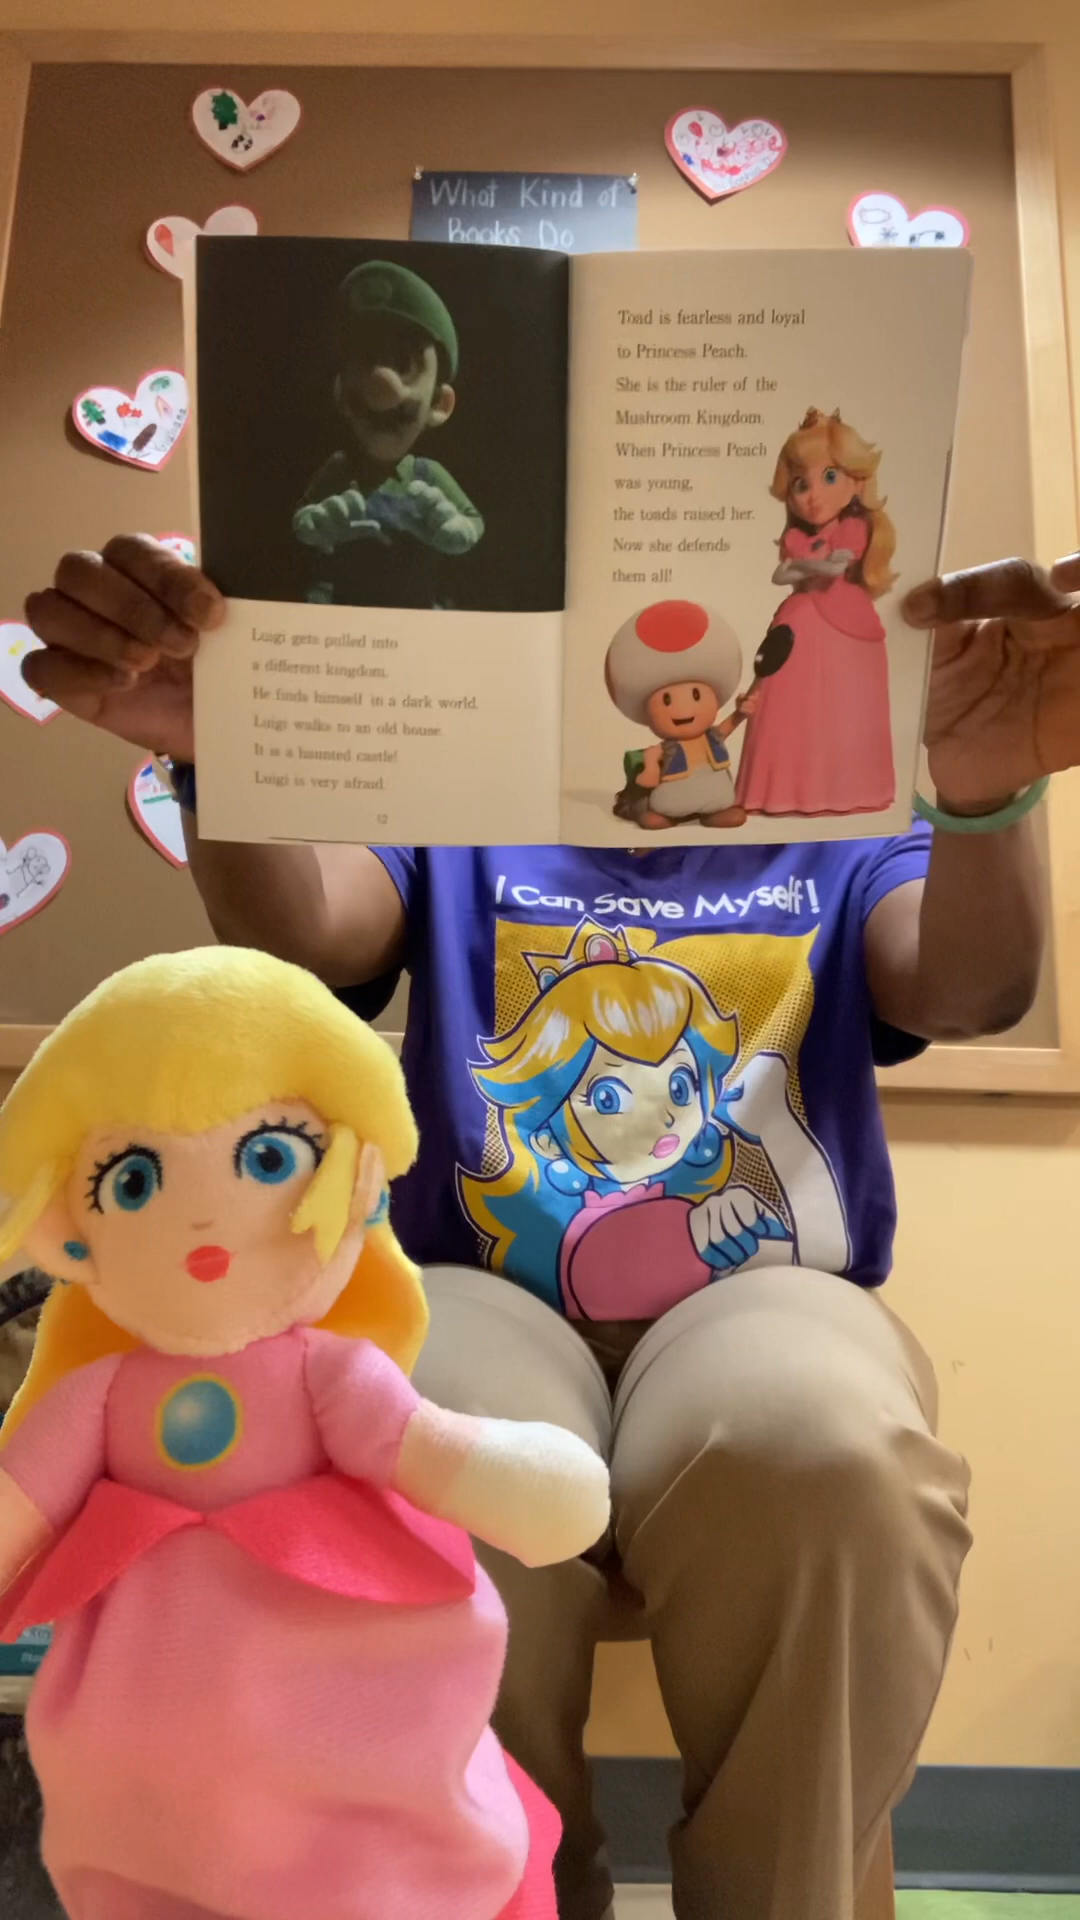 What Kind of
Books Do
Luigi gets pulled into
a different kingdom.
He finds himself in a dark world.
Luigi walks to an old house.
It is a haunted castle!
Luigi is very afraid.
12
Toad is fearless and loyal
to Princess Peach.
She is the ruler of the
Mushroom Kingdom.
When Princess Peach
was young,
the toads raised her.
Now she defends
them all!
I Can Save Myself!